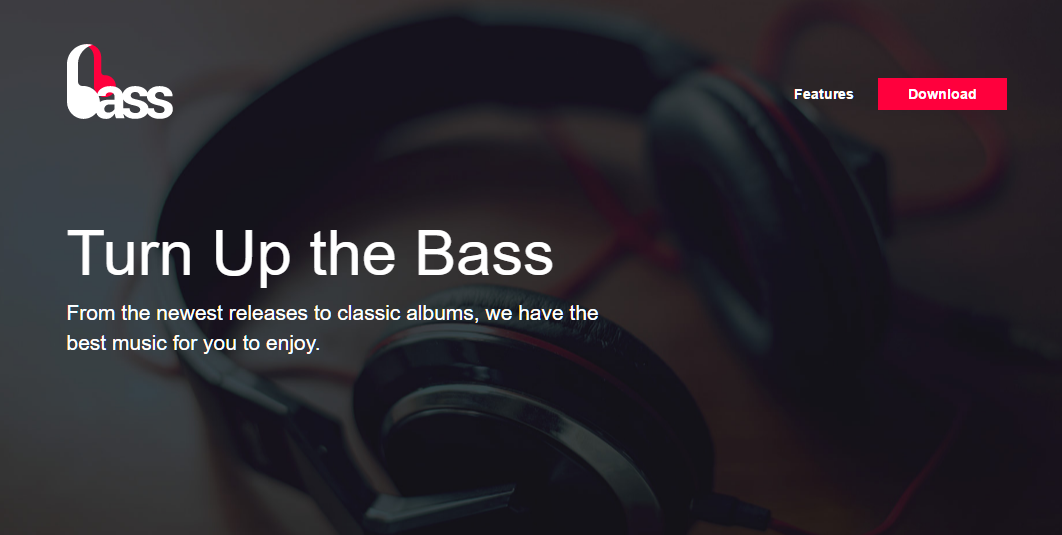 bass
Features
Download
Turn Up the Bass
From the newest releases to classic albums, we have the
best music for you to enjoy.